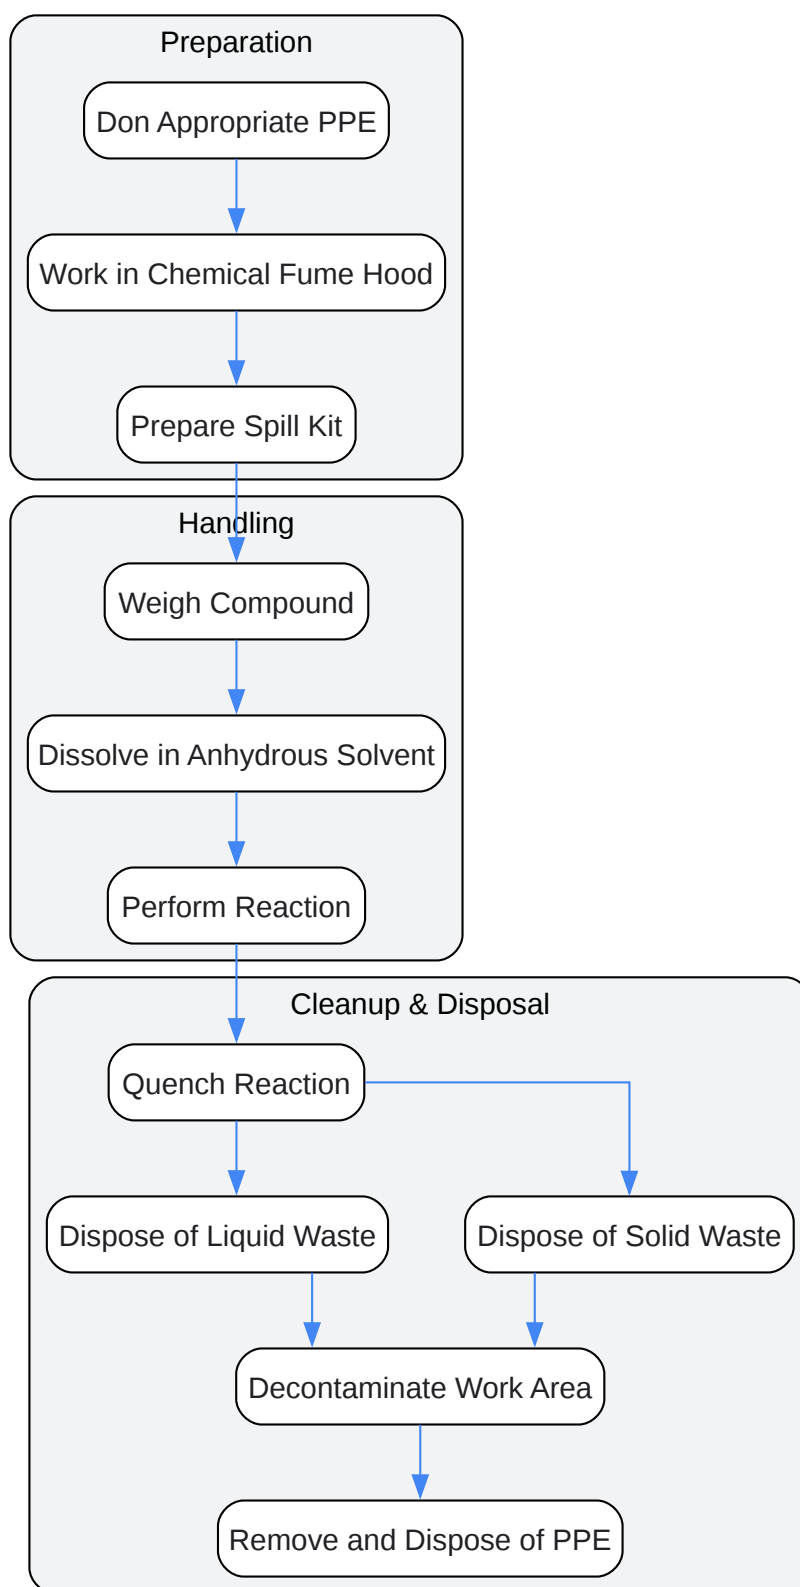 Preparation
Don Appropriate PPE
Work in Chemical Fume Hood
Prepare Spill Kit
Handling
Weigh Compound
Dissolve in Anhydrous Solvent
Perform Reaction
Cleanup & Disposal
Quench Reaction
Dispose of Liquid Waste
Dispose of Solid Waste
Decontaminate Work Area
Remove and Dispose of PPE